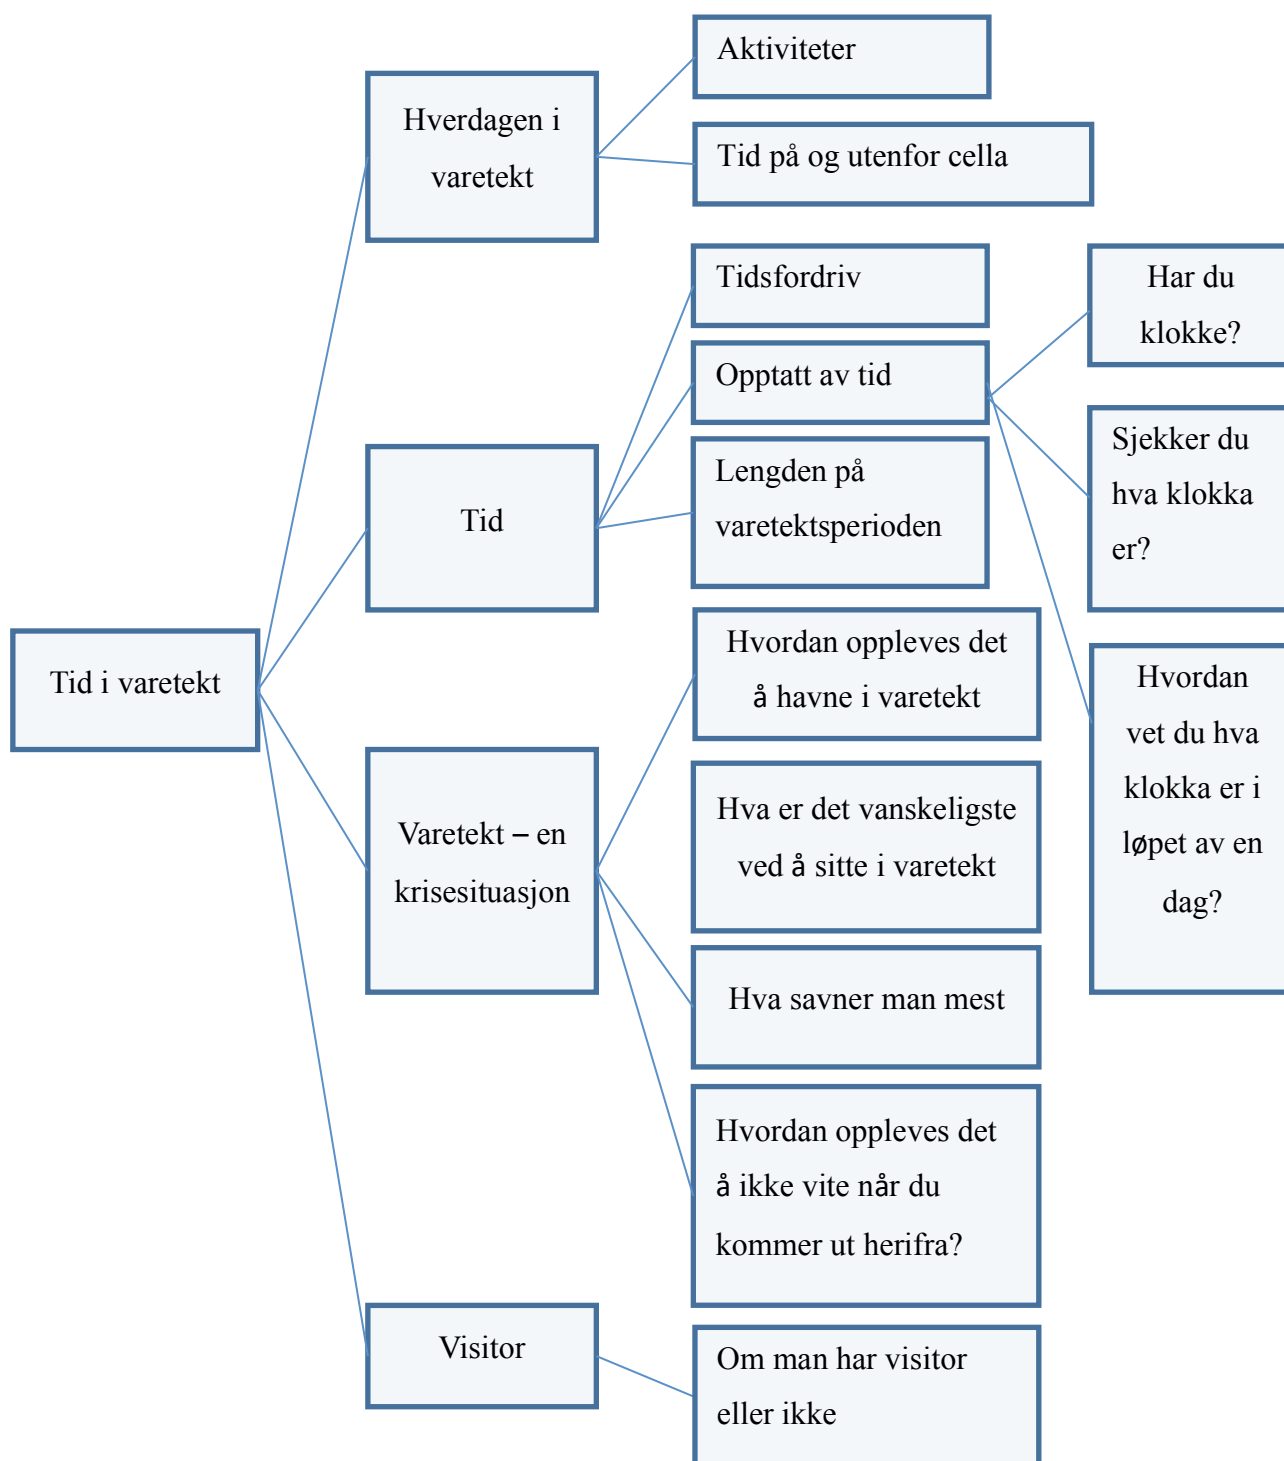 Aktiviteter
Hverdagen i
varetekt
Tid på og utenfor cella
Tidsfordriv
Har du
klokke?
Opptatt av tid
Sjekker du
hva klokka
er?
Lengden på
varetektsperioden
Tid
Hvordan oppleves det
å havne i varetekt
Tid i varetekt
Hvordan
vet du hva
klokka er i
løpet av en
dag?
Hva er det vanskeligste
ved å sitte i varetekt
Varetekt – en
krisesituasjon
Hva savner man mest
Hvordan oppleves det
å ikke vite når du
kommer ut herifra?
Visitor
Om man har visitor
eller ikke